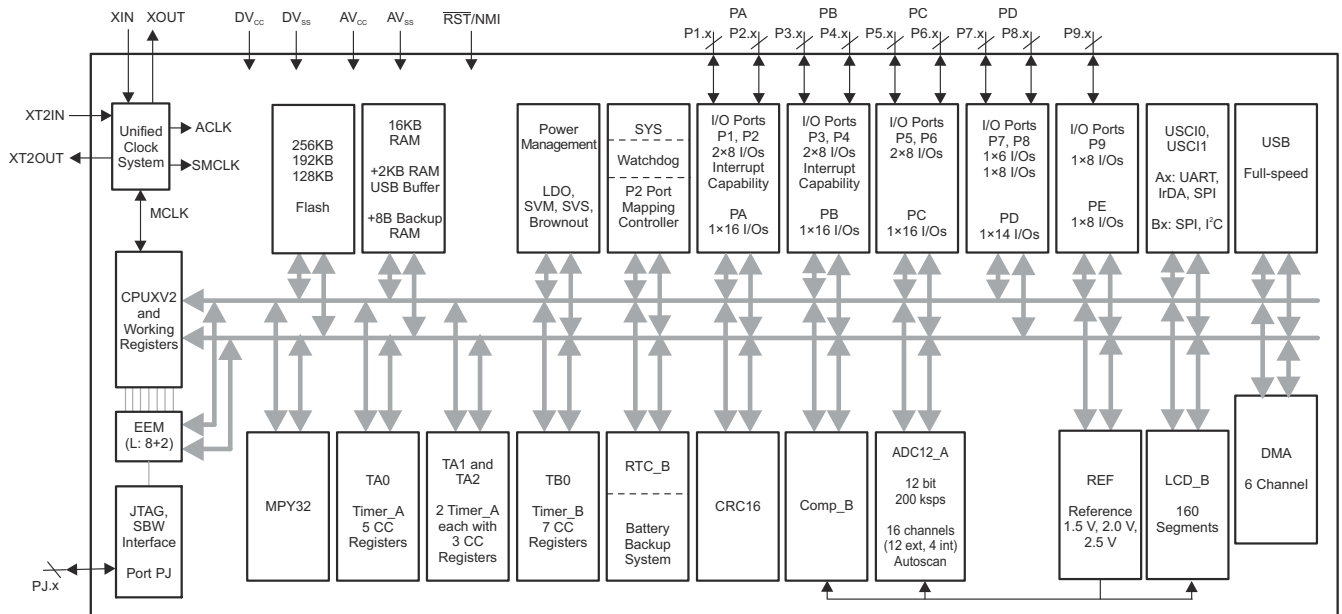 XIN XOUT DVCC DVSS AVCC AVSS RST/NMI PA PB PC PD
P1.x P2.x P3.x P4.x P5.x P6.x P7.x P8.x P9.x
XT2IN
XT2OUT
Unified
Clock
System
ACLK
SMCLK
MCLK
256KB
192KB
128KB
Flash
16KB
RAM
+2KB RAM
USB Buffer
+8B Backup
RAM
Power
Management
LDO
SVM, SVS,
Brownout
SYS
Watchdog
P2 Port
Mapping
Controller
I/O Ports
P1, P2
2×8 I/Os
Interrupt
Capability
PA
1×16 I/Os
I/O Ports
P3, P4
2×8 I/Os
Interrupt
Capability
PB
1×16 I/Os
I/O Ports
P5, P6
2×8 I/Os
PC
1×16 I/Os
I/O Ports
P7, P8
1×6 I/Os
1×8 I/Os
PD
1×14 I/Os
I/O Ports
P9
1×8 I/Os
PE
1×8 I/Os
USCI0,
USCI1
Ax: UART,
IrDA, SPI
Bx: SPI, I²C
USB
Full-speed
CPUXV2
and
Working
Registers
EEM
(L: 8+2)
JTAG,
SBW
Interface
Port PJ
PJ.x
MPY32
TA0
Timer_A
5 CC
Registers
TA1 and
TA2
2 Timer_A
each with
3 CC
Registers
TB0
Timer_B
7 CC
Registers
RTC_B
Battery
Backup
System
CRC16
Comp_B
ADC12_A
12 bit
200 ksps
16 channels
(12 ext, 4 int)
Autoscan
REF
Reference
1.5 V, 2.0 V,
2.5 V
LCD_B
160
Segments
DMA
6 Channel